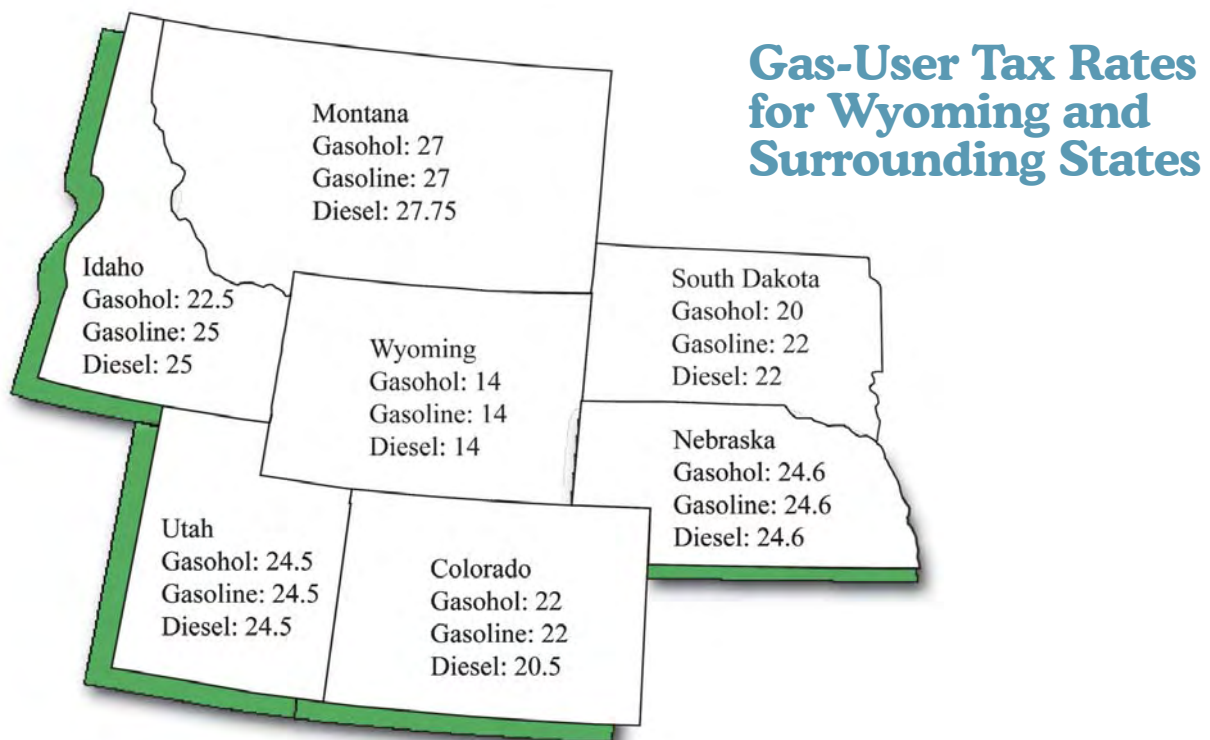 Gas-User Tax Rates
for Wyoming and
Surrounding States
Montana
Gasohol: 27
Gasoline: 27
Diesel: 27.75
Idaho
Gasohol: 22.5
Gasoline: 25
Diesel: 25
Wyoming
Gasohol: 14
Gasoline: 14
Diesel: 14
South Dakota
Gasohol: 20
Gasoline: 22
Diesel: 22
Nebraska
Gasohol: 24.6
Gasoline: 24.6
Diesel: 24.6
Utah
Gasohol: 24.5
Gasoline: 24.5
Diesel: 24.5
Colorado
Gasohol: 22
Gasoline: 22
Diesel: 20.5